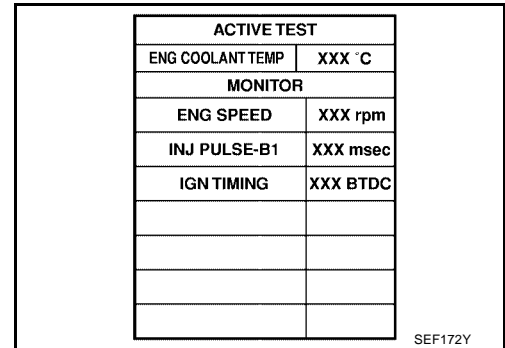 ACTIVE TEST
ENG COOLANT TEMP XXX °C
MONITOR
ENG SPEED XXX rpm
INJ PULSE-B1 XXX msec
IGN TIMING XXX BTDC
SEF172Y